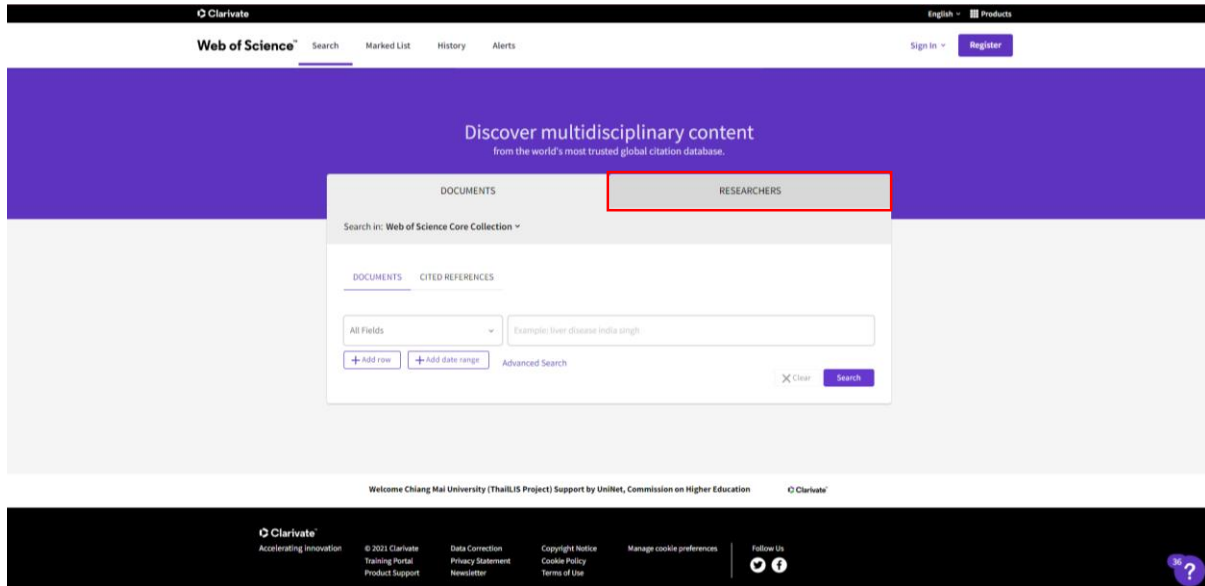 Clarivate
English
Products
Web of Science™
Search
Marked List
History
Alerts
Sign In
Register
Discover multidisciplinary content
from the world's most trusted global citation database.
DOCUMENTS
RESEARCHERS
Search in: Web of Science Core Collection
DOCUMENTS
CITED REFERENCES
All Fields
Example: liver disease india singh
+ Add row
+ Add date range
Advanced Search
× Clear
Search
Welcome Chiang Mai University (ThaiLIS Project) Support by UniNet, Commission on Higher Education
Clarivate™
Clarivate™
Accelerating innovation
© 2021 Clarivate
Training Portal
Product Support
Data Correction
Privacy Statement
Newsletter
Copyright Notice
Cookie Policy
Terms of Use
Manage cookie preferences
Follow Us
36
?